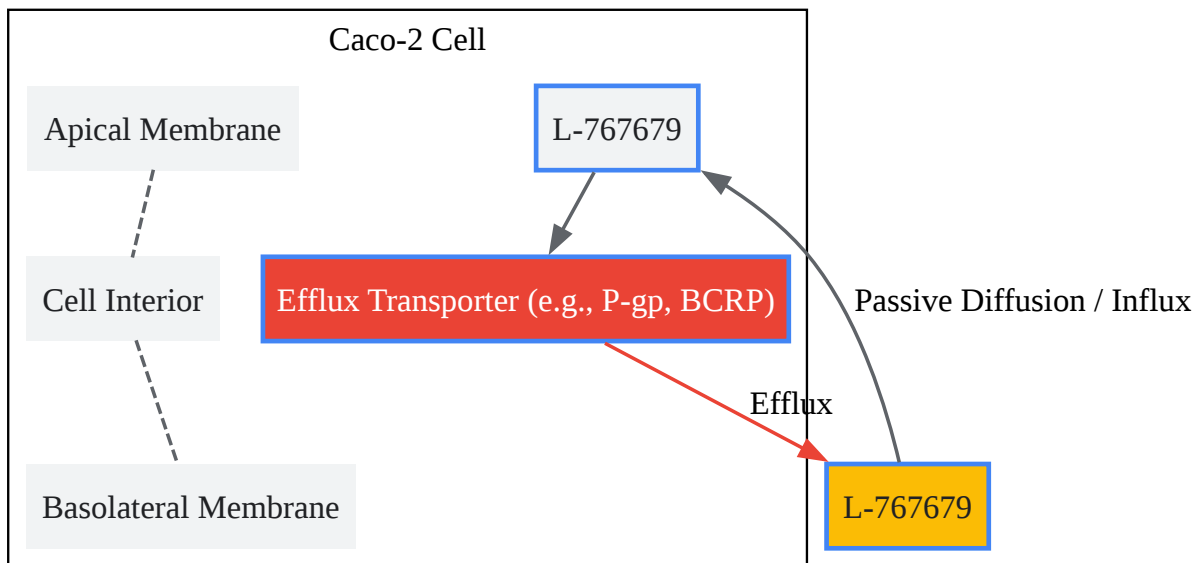 Caco-2 Cell
Apical Membrane
L-767679
Cell Interior
Efflux Transporter (e.g., P-gp, BCRP)
Passive Diffusion / Influx
Efflux
Basolateral Membrane
L-767679